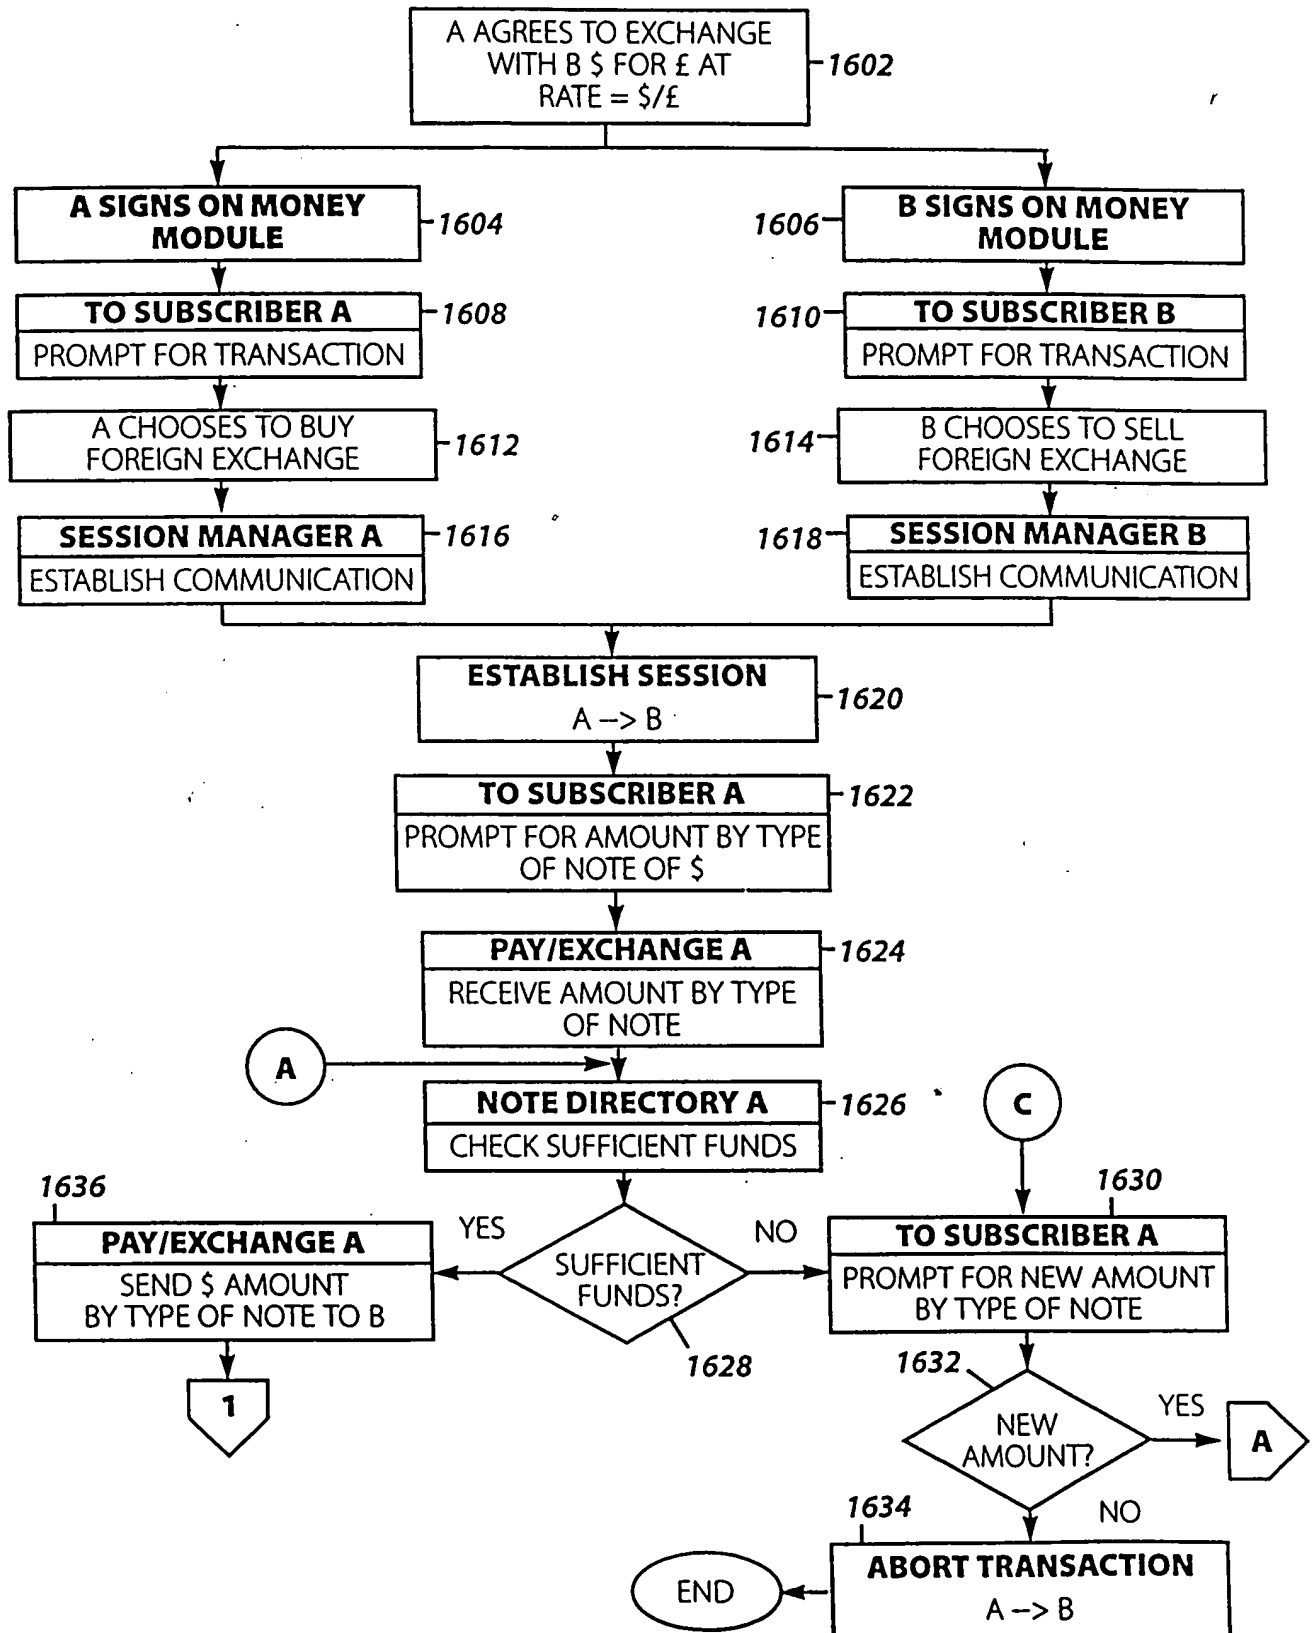 A AGREES TO EXCHANGE
WITH B $ FOR £ AT
RATE = $/£
1602
A SIGNS ON MONEY
MODULE
1604
1606
B SIGNS ON MONEY
MODULE
TO SUBSCRIBER A
1608
PROMPT FOR TRANSACTION
1610
TO SUBSCRIBER B
PROMPT FOR TRANSACTION
A CHOOSES TO BUY
FOREIGN EXCHANGE
1612
1614
B CHOOSES TO SELL
FOREIGN EXCHANGE
SESSION MANAGER A
1616
ESTABLISH COMMUNICATION
1618
SESSION MANAGER B
ESTABLISH COMMUNICATION
ESTABLISH SESSION
A –> B
1620
TO SUBSCRIBER A
1622
PROMPT FOR AMOUNT BY TYPE
OF NOTE OF $
PAY/EXCHANGE A
1624
RECEIVE AMOUNT BY TYPE
OF NOTE
A
NOTE DIRECTORY A
1626
CHECK SUFFICIENT FUNDS
C
1636
PAY/EXCHANGE A
SEND $ AMOUNT
BY TYPE OF NOTE TO B
1
YES
SUFFICIENT
FUNDS?
NO
1628
1630
TO SUBSCRIBER A
PROMPT FOR NEW AMOUNT
BY TYPE OF NOTE
1632
NEW
AMOUNT?
YES
A
NO
1634
ABORT TRANSACTION
A –> B
END